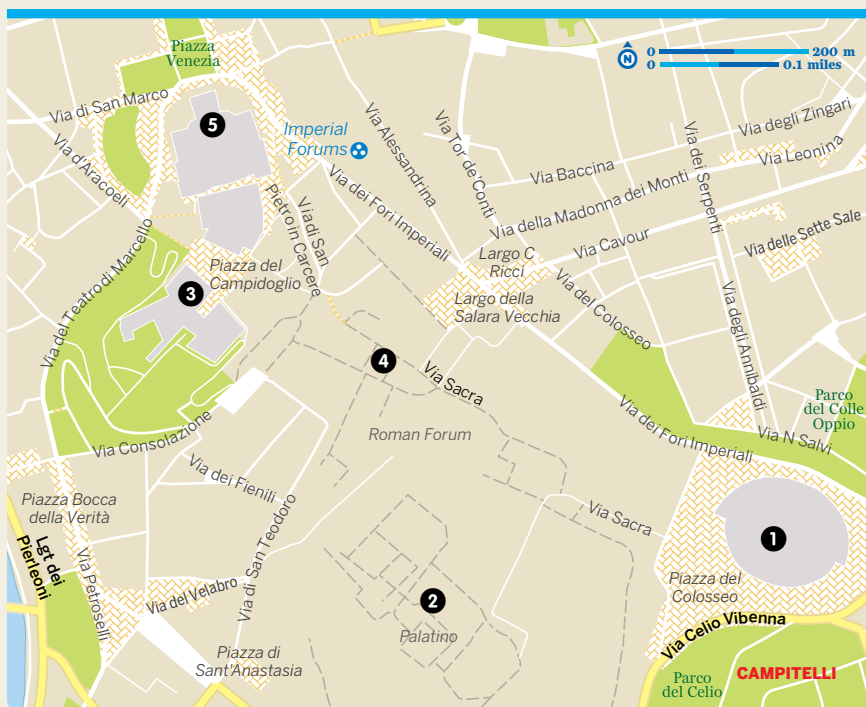 Piazza
Venezia
0 200 m
N
0 0.1 miles
Via di San Marco
5
Imperial
Forums
Via Alessandrina
Via Tor de'Conti
Via dei Serpenti
Via degli Zingari
Via Leonina
Via Baccina
Via d'Aracoeli
Via dei Fori Imperiali
Via della Madonna dei Monti
Via di San
Pietro in Carcere
Via Cavour
Via delle Sette Sale
Largo C
Ricci
Piazza del
Campidoglio
3
Largo della
Salara Vecchia
Via del Colosseo
Via degli Annibaldi
Via del Teatro di Marcello
4
Via Sacra
Parco
del Colle
Oppio
Via dei Fori Imperiali
Via N Salvi
Roman Forum
Via Consolazione
Via dei Fienili
Piazza Bocca
della Verità
Via Sacra
1
Lgt dei
Pierleoni
Via Petroselli
Via di San Teodoro
Via del Velabro
Piazza del
Colosseo
2
Palatino
Via Celio Vibenna
Piazza di
Sant'Anastasia
Parco
del Celio
CAMPITELLI